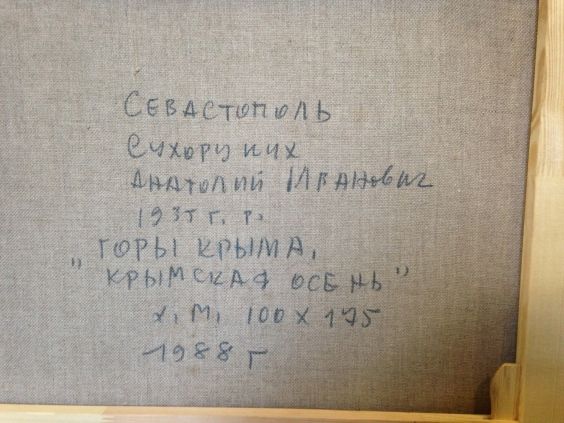 СЕВАСТОПОЛЬ
СУХОРУКИХ
АНАТОЛИЙ ИВАНОВИЧ
1937 г. р.
„ГОРЫ КРЫМА,
КРЫМСКАЯ ОСЕНЬ"
х. м. 100 х 175
1988 г